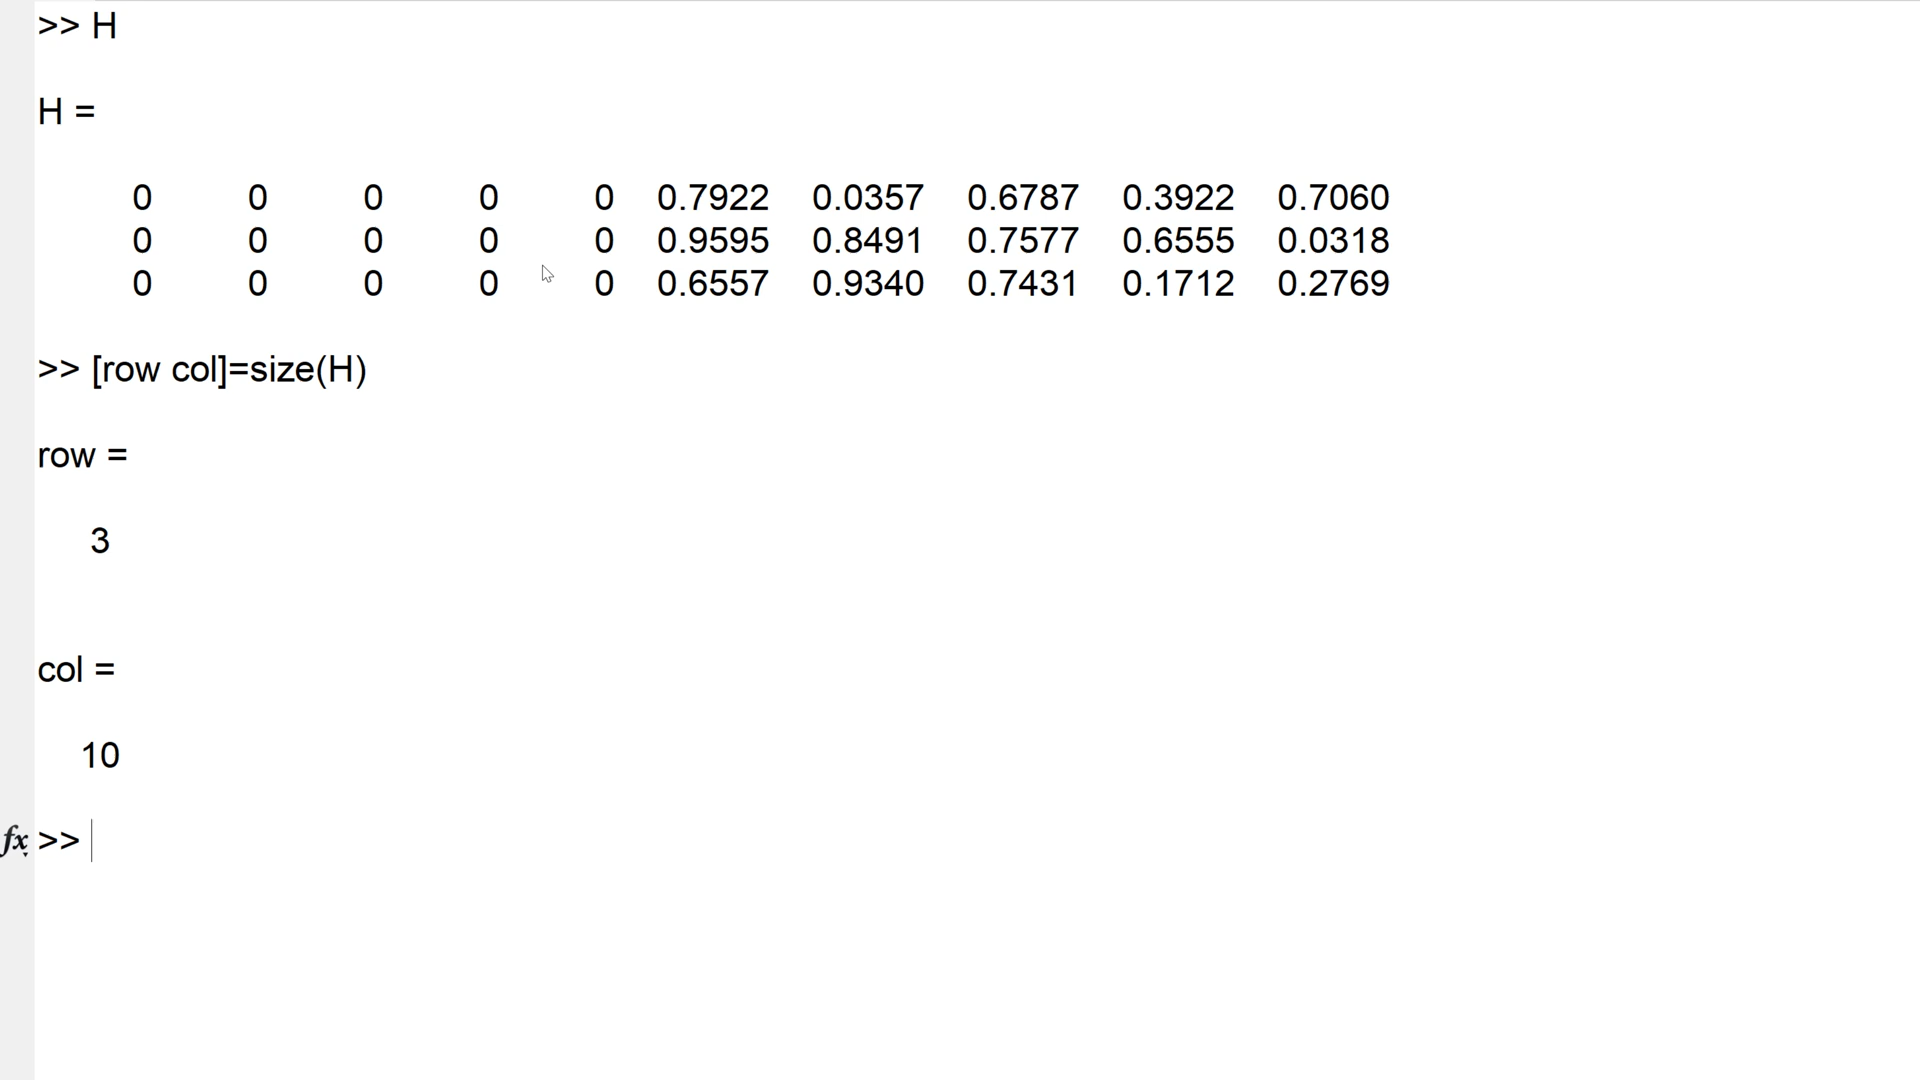 >> H
H =
0 0 0 0 0 0.7922 0.0357 0.6787 0.3922 0.7060
0 0 0 0 0 0.9595 0.8491 0.7577 0.6555 0.0318
0 0 0 0 0 0.6557 0.9340 0.7431 0.1712 0.2769
>> [row col]=size(H)
row =
3
col =
10
fx >>